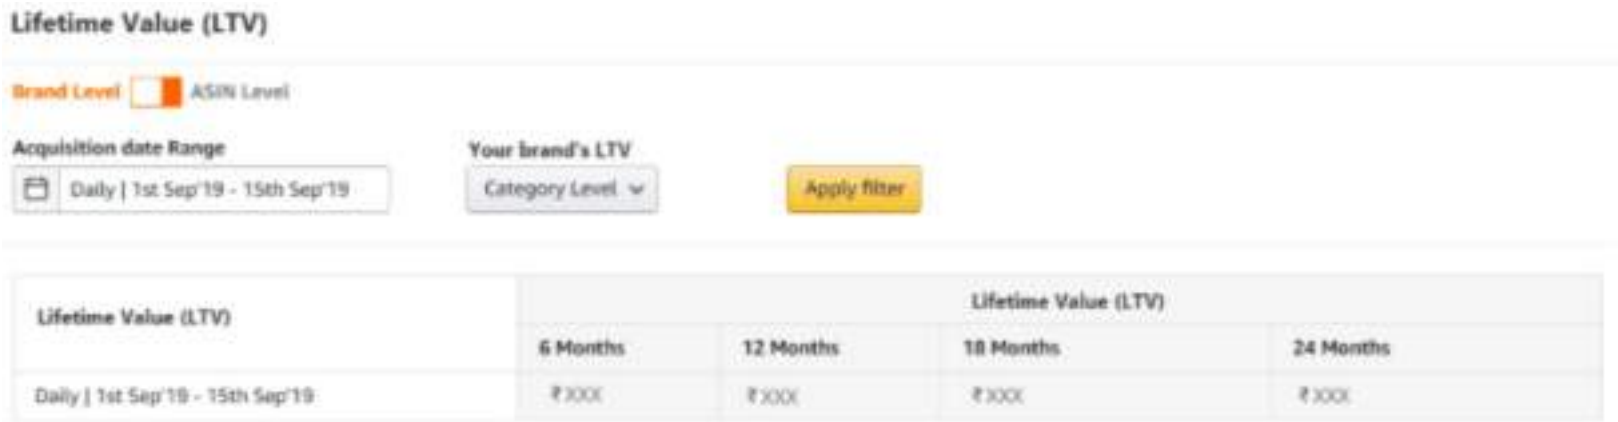 Lifetime Value (LTV)
Brand Level ASIN Level
Acquisition date Range Your brand's LTV
Daily | 1st Sep'19 - 15th Sep'19 Category Level Apply filter
Lifetime Value (LTV) Lifetime Value (LTV)
6 Months 12 Months 18 Months 24 Months
Daily | 1st Sep'19 - 15th Sep'19 ₹XXX ₹XXX ₹XXX ₹XXX